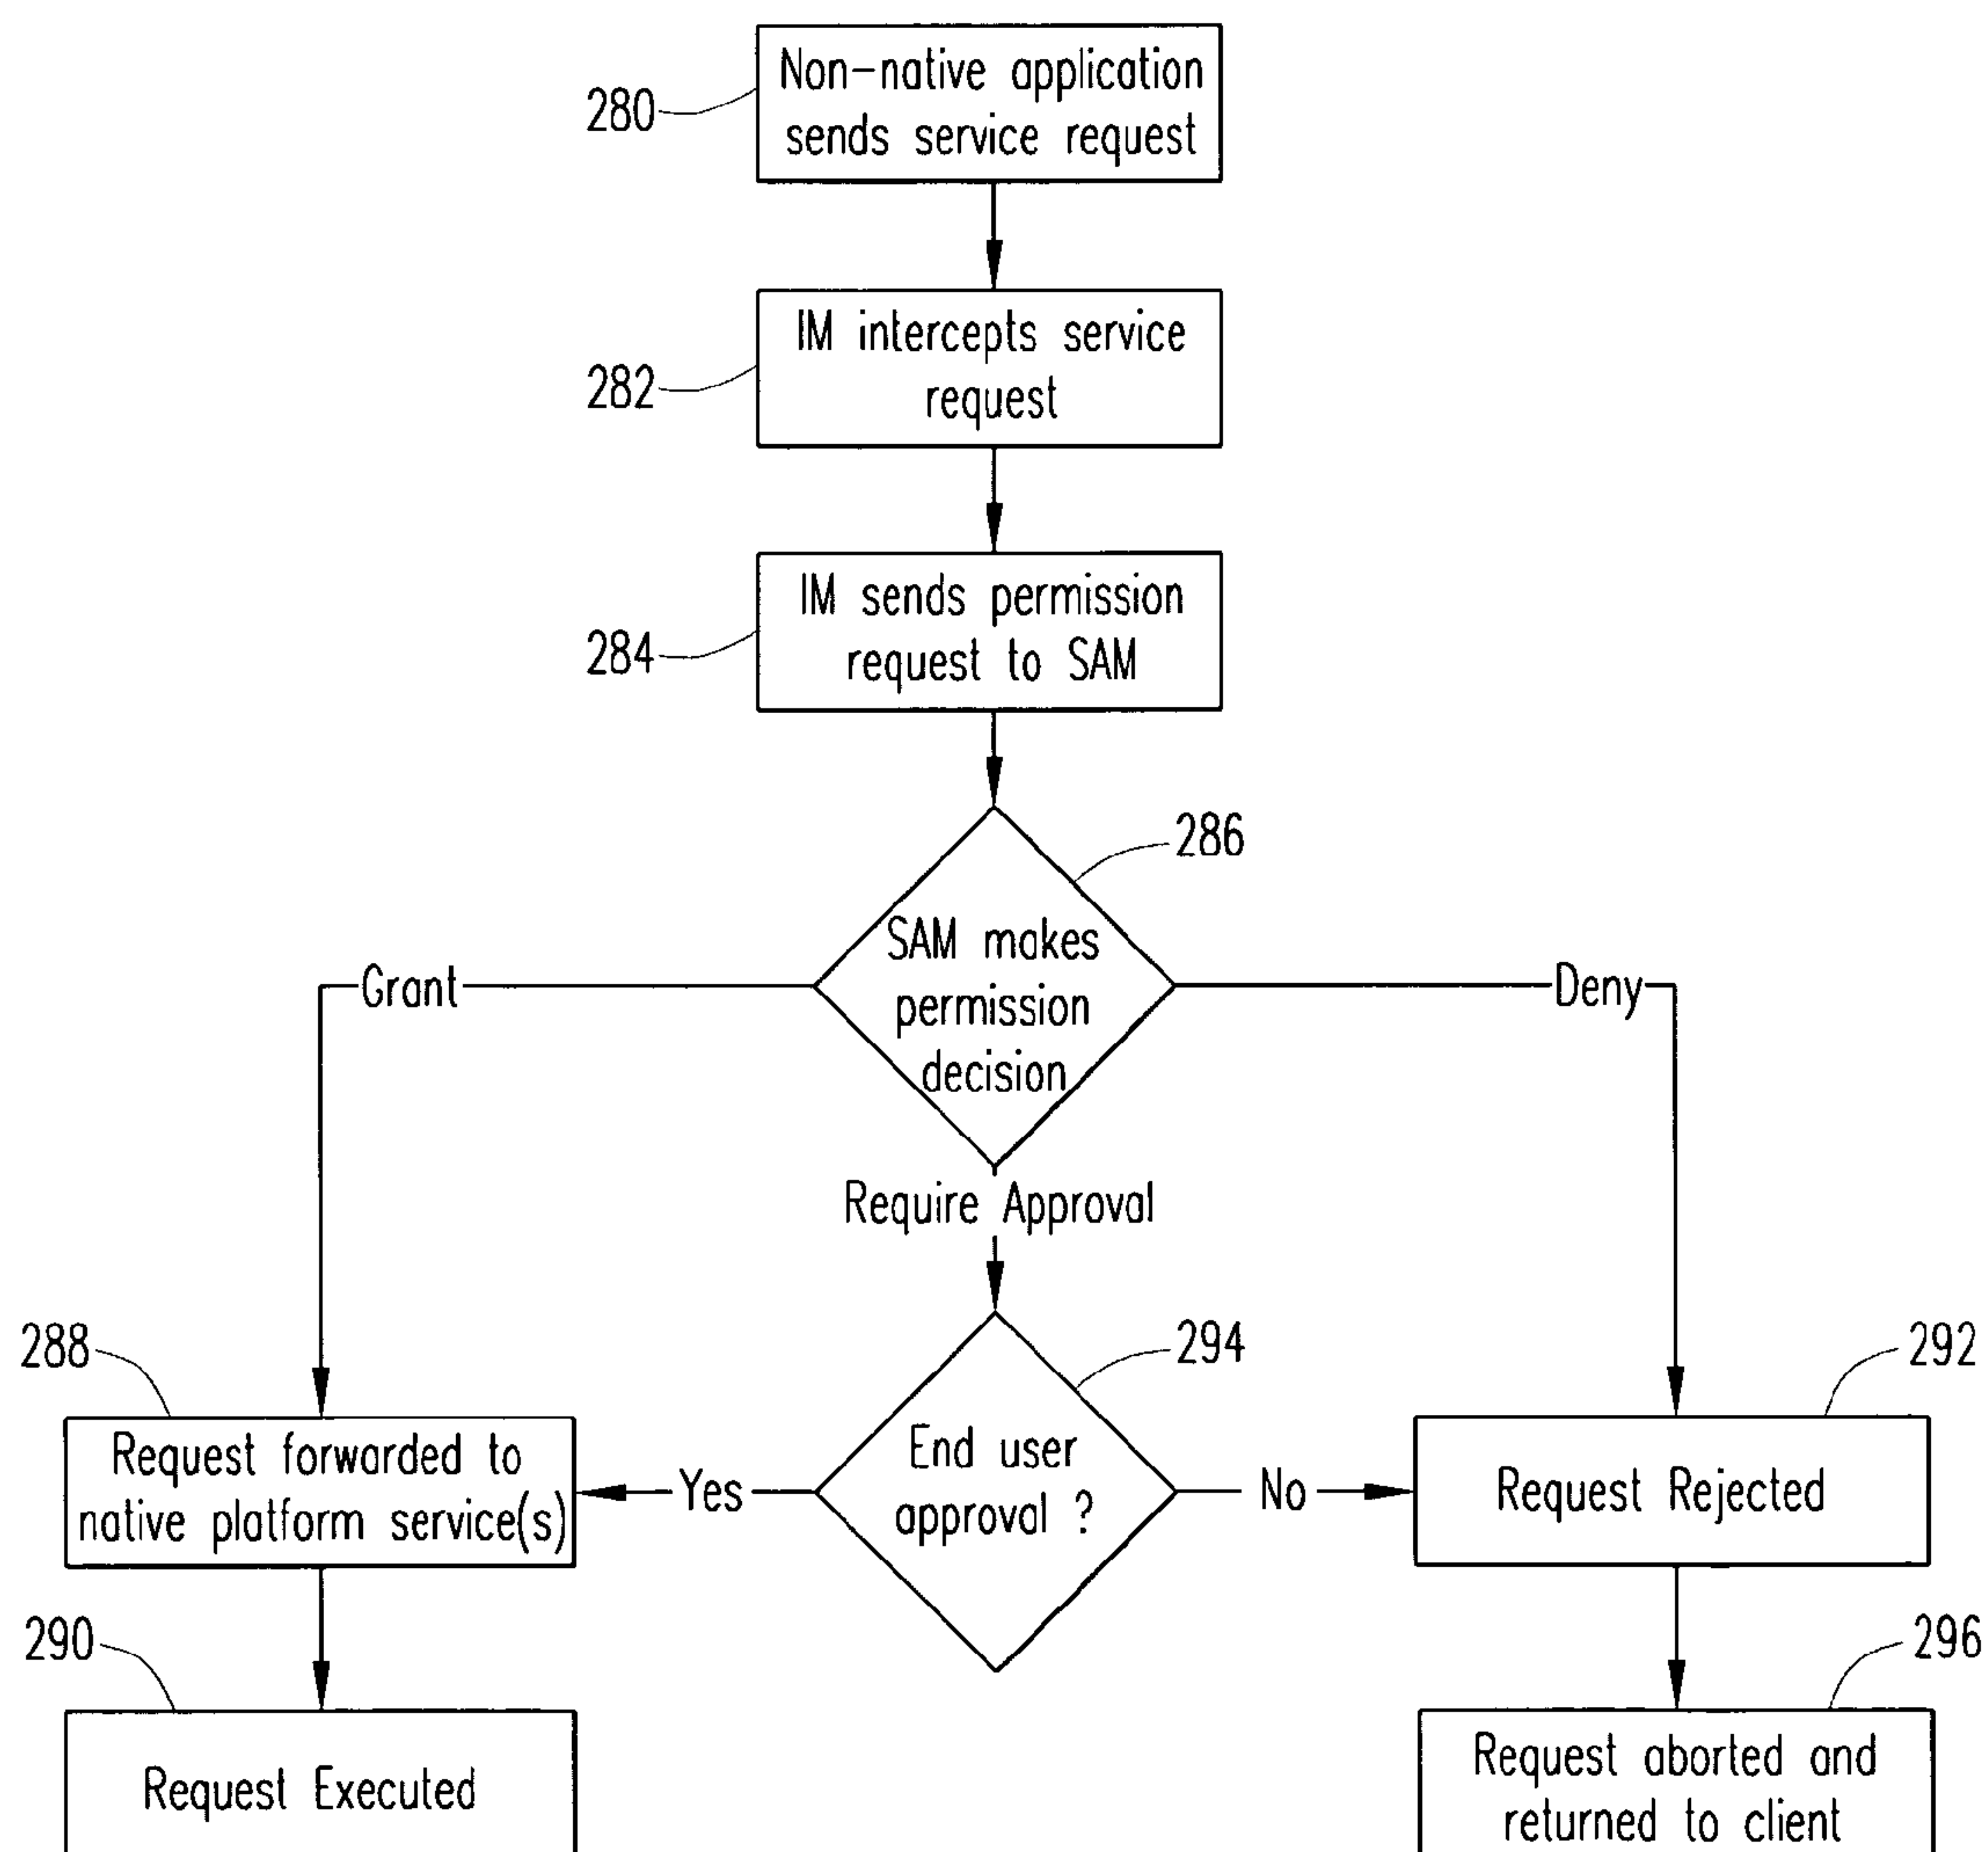 Non-native application
sends service request
280
IM intercepts service
request
282
IM sends permission
request to SAM
284
286
SAM makes
permission
decision
Grant
Deny
Require Approval
288
294
292
Request forwarded to
native platform service(s)
Yes
End user
approval ?
No
Request Rejected
290
296
Request Executed
Request aborted and
returned to client